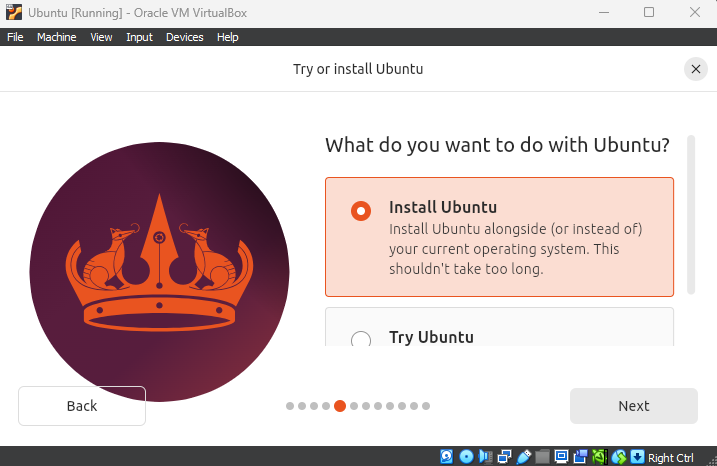 Ubuntu [Running] - Oracle VM VirtualBox
File Machine View Input Devices Help
Try or install Ubuntu
What do you want to do with Ubuntu?
Install Ubuntu
Install Ubuntu alongside (or instead of)
your current operating system. This
shouldn't take too long.
Try Ubuntu
Back
Next
Right Ctrl